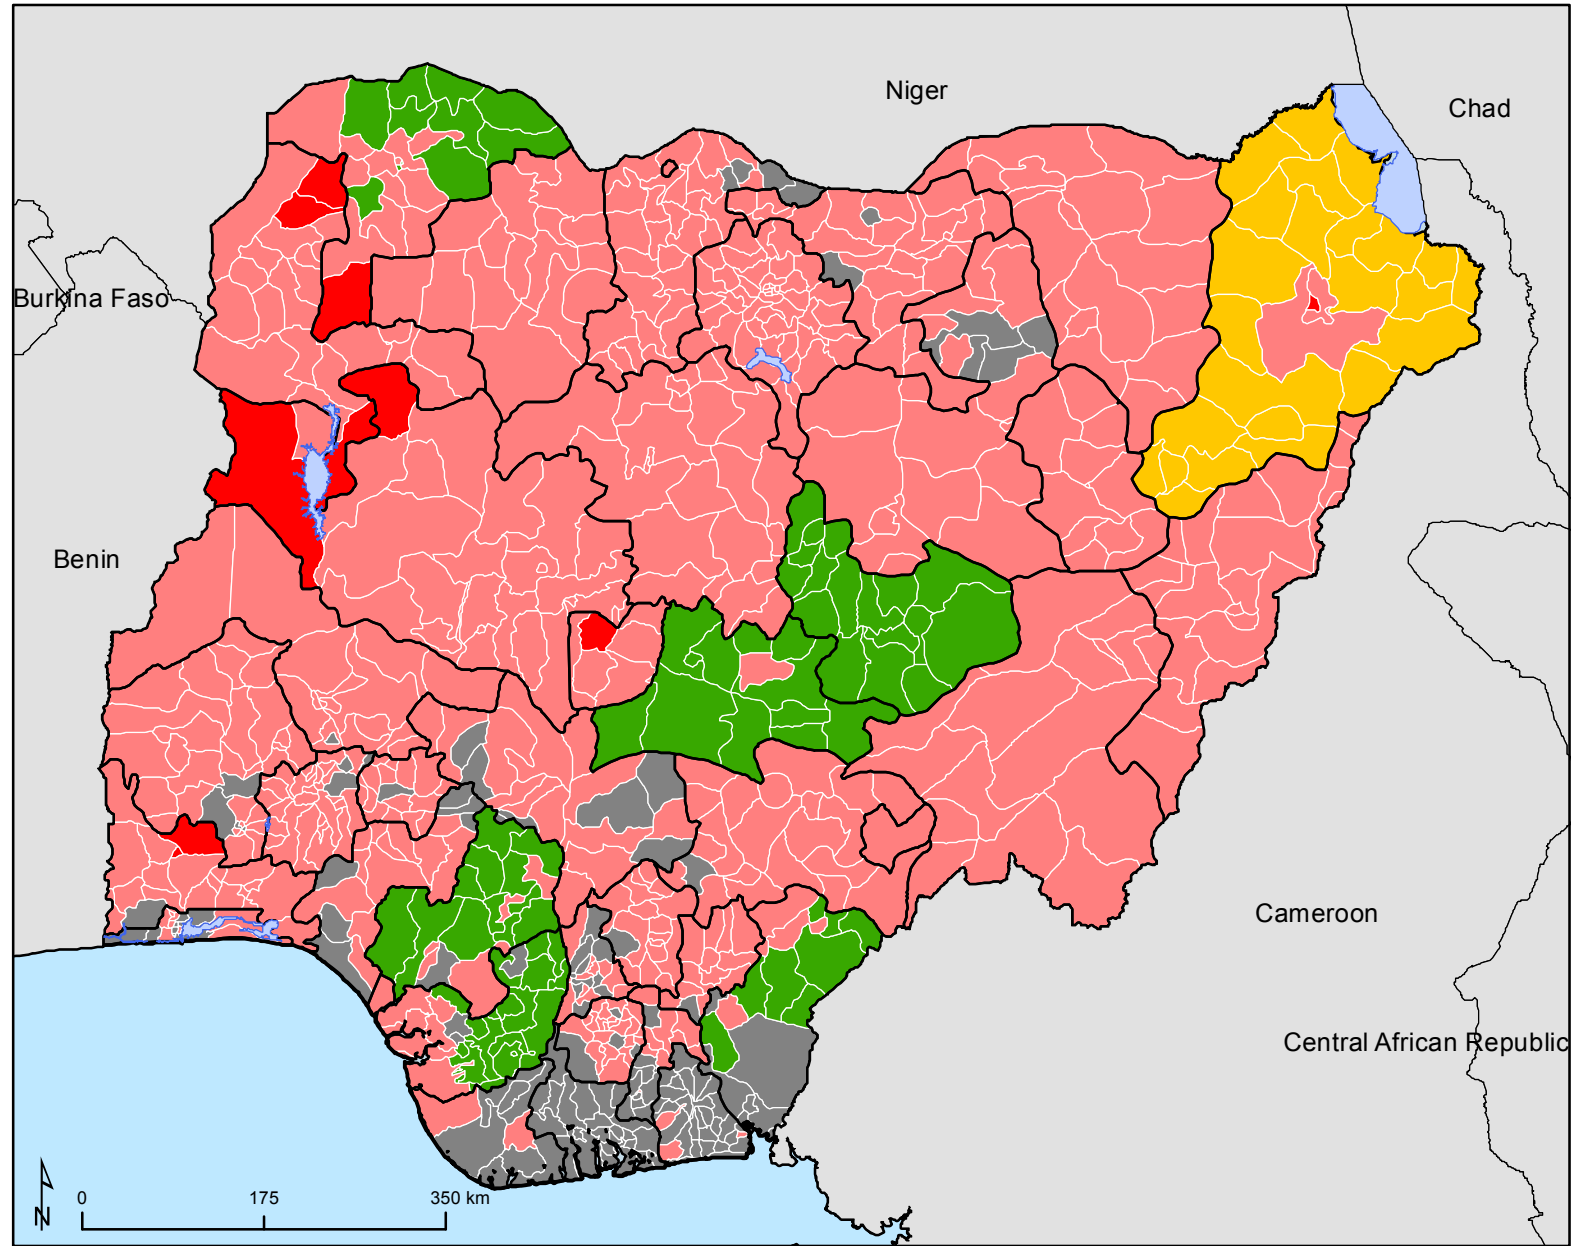 Niger
Chad
Burkina Faso
Benin
Cameroon
Central African Republic
N
0 175 350 km